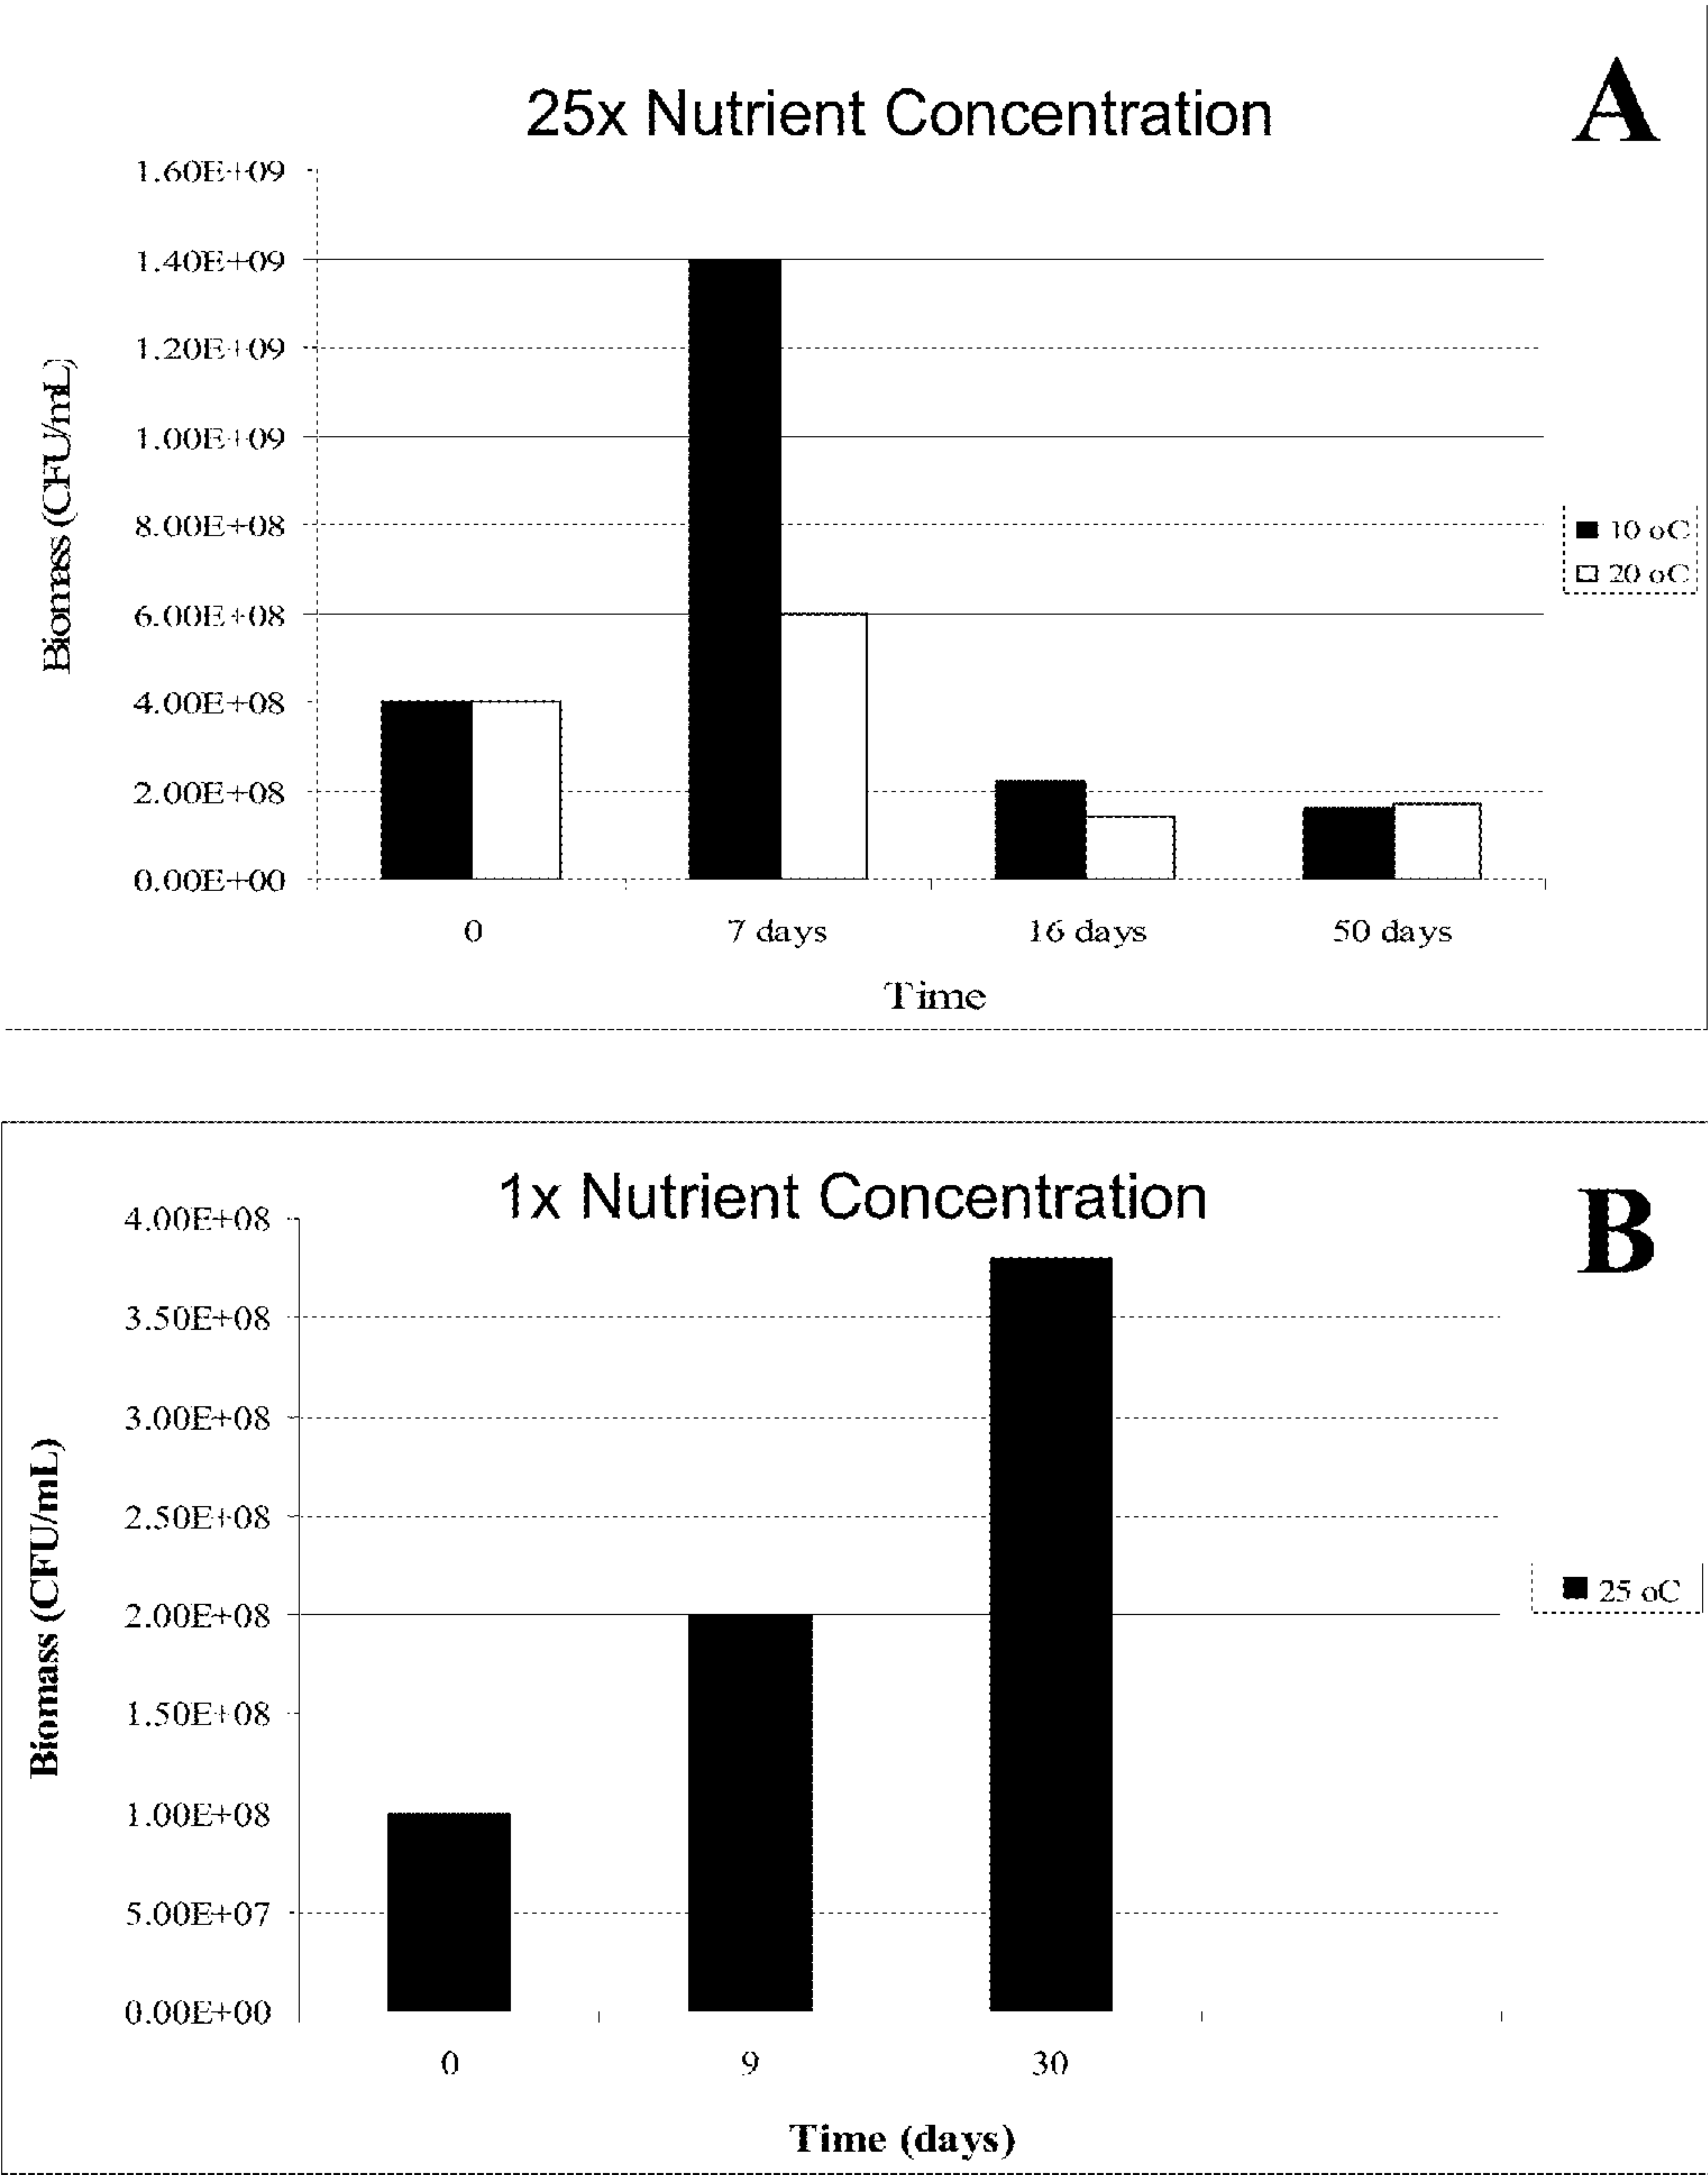 A
25x Nutrient Concentration
1.60E+09
1.40E+09
1.20E+09
1.00E+09
8.00E+08
6.00E+08
4.00E+08
2.00E+08
0.00E+00
Biomass (CFU/mL)
10 oC
20 oC
0 7 days 16 days 50 days
Time
B
1x Nutrient Concentration
4.00E+08
3.50E+08
3.00E+08
2.50E+08
2.00E+08
1.50E+08
1.00E+08
5.00E+07
0.00E+00
Biomass (CFU/mL)
25 oC
0 9 30
Time (days)